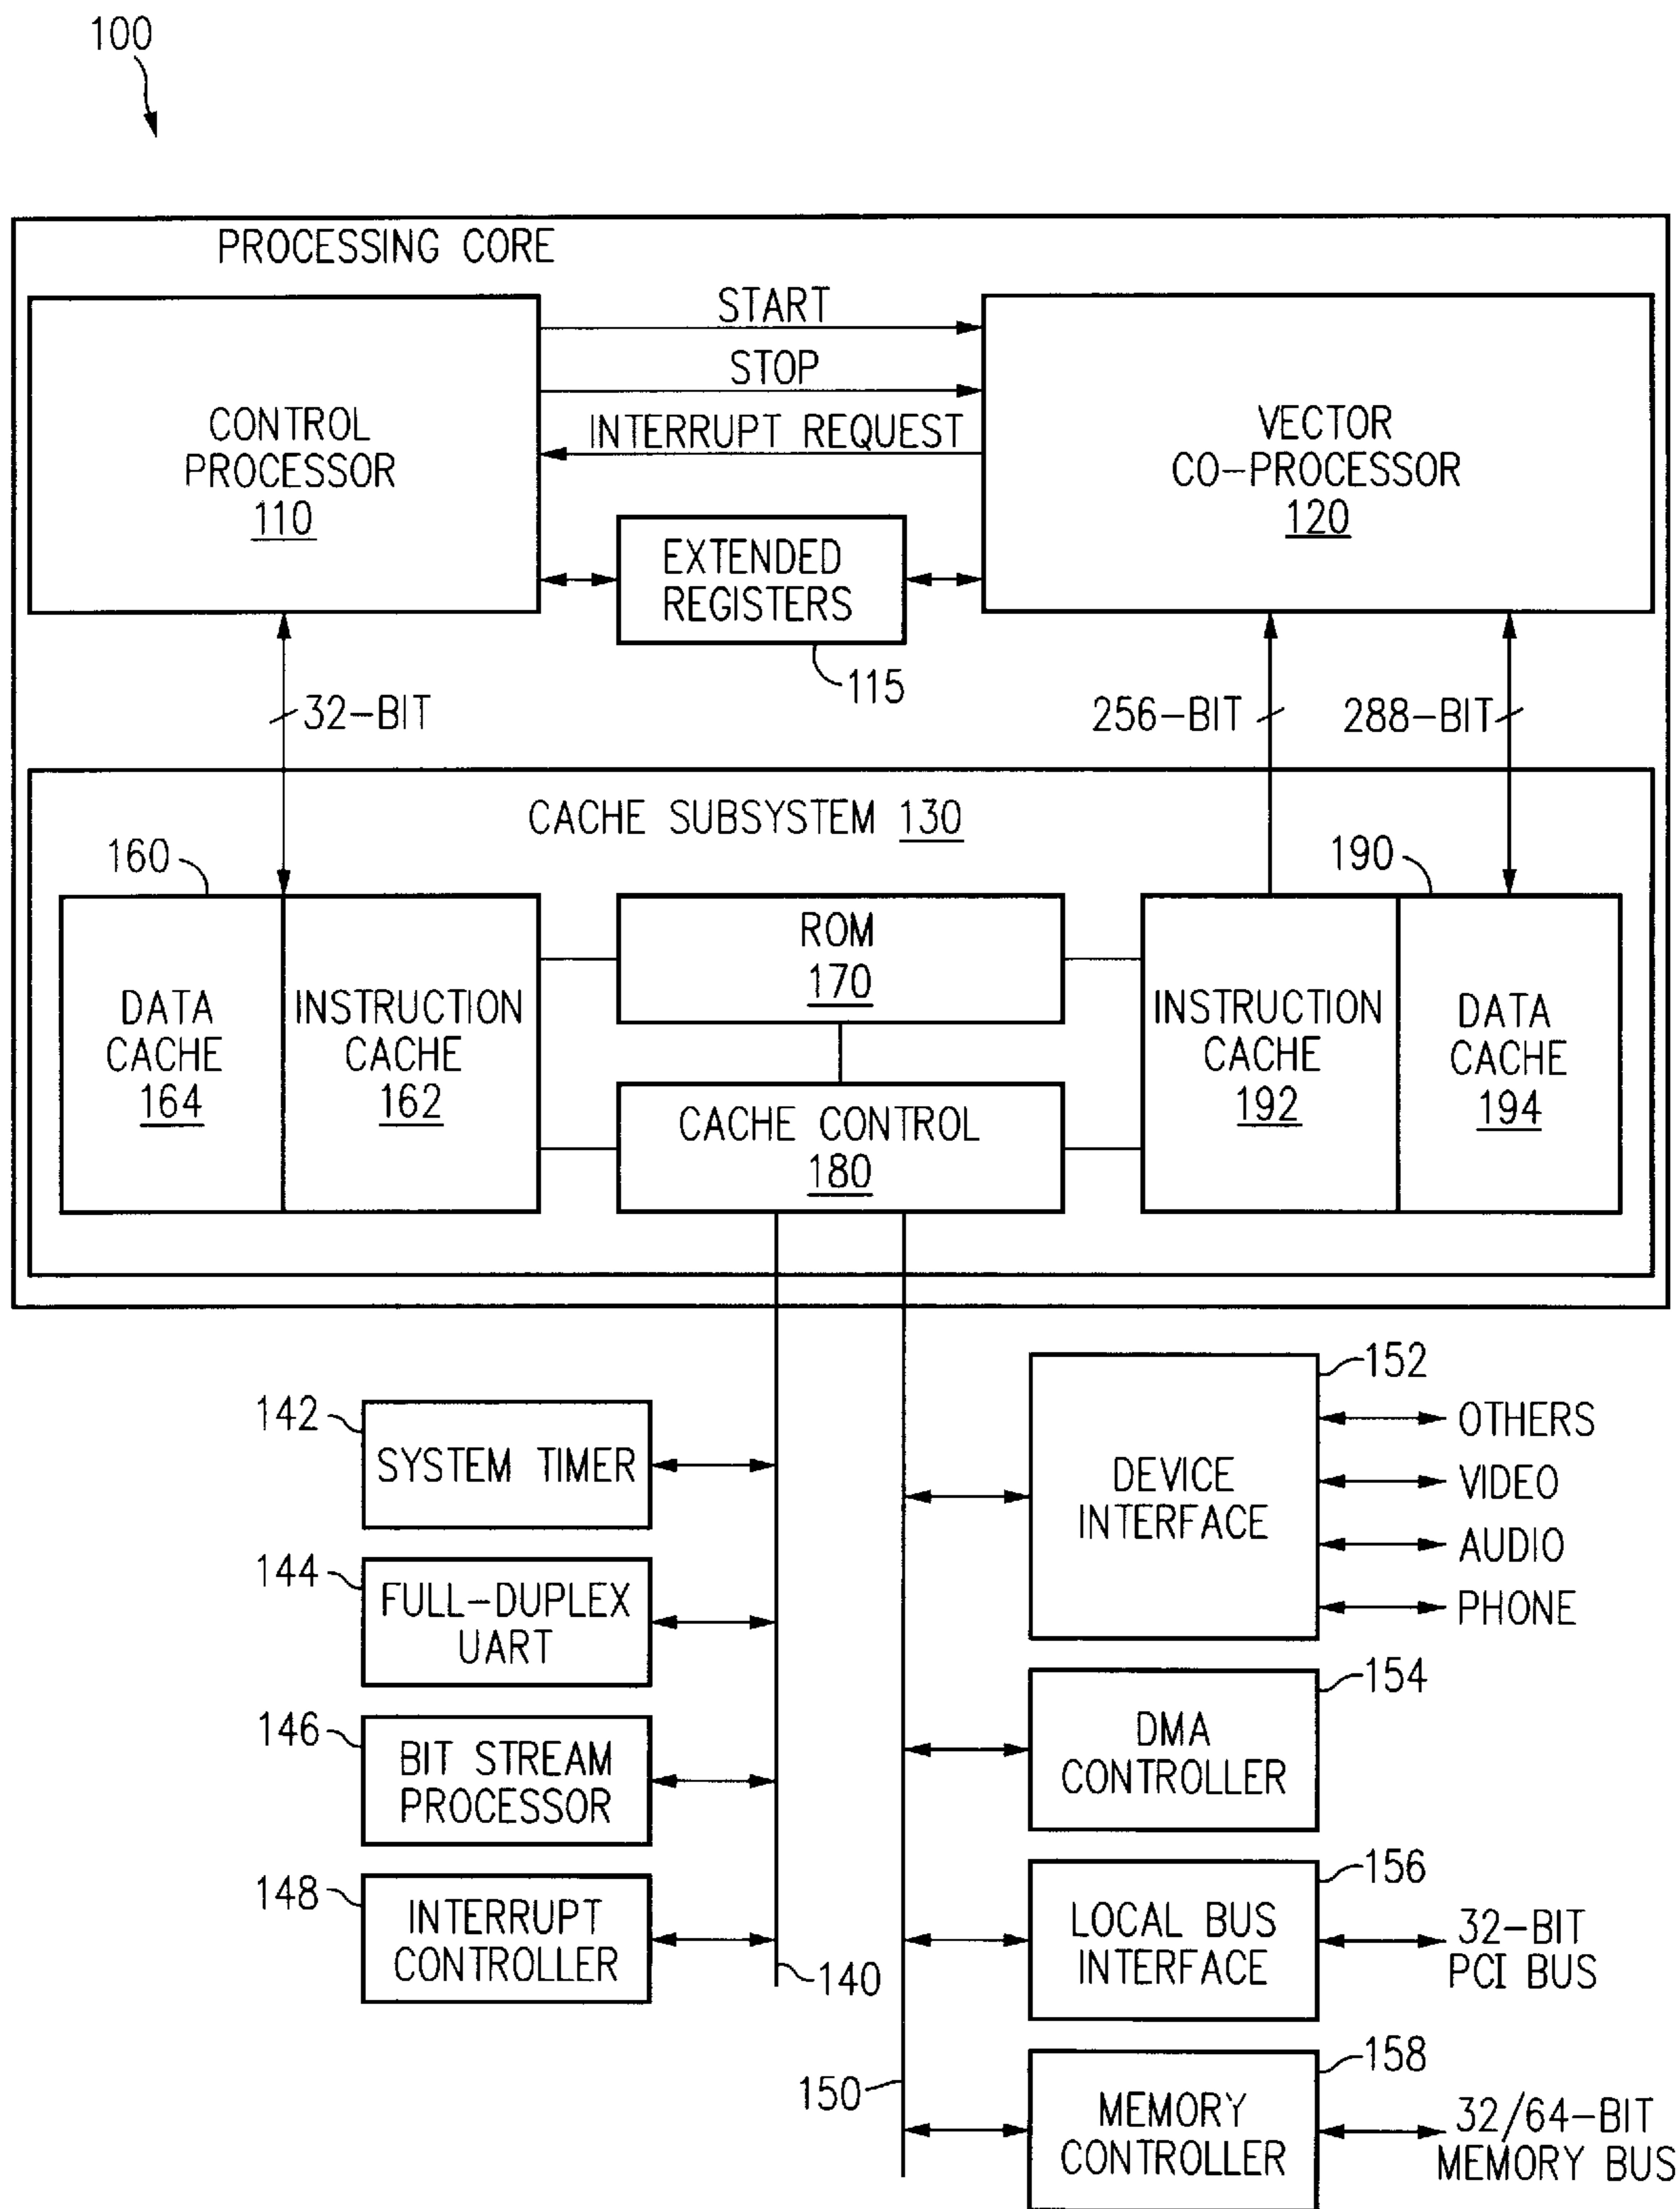 100
PROCESSING CORE
START
STOP
INTERRUPT REQUEST
CONTROL
PROCESSOR
110
VECTOR
CO-PROCESSOR
120
EXTENDED
REGISTERS
115
32-BIT
256-BIT
288-BIT
CACHE SUBSYSTEM 130
160
190
DATA
CACHE
164
INSTRUCTION
CACHE
162
ROM
170
CACHE CONTROL
180
INSTRUCTION
CACHE
192
DATA
CACHE
194
142
SYSTEM TIMER
144
FULL-DUPLEX
UART
146
BIT STREAM
PROCESSOR
148
INTERRUPT
CONTROLLER
140
150
152
DEVICE
INTERFACE
OTHERS
VIDEO
AUDIO
PHONE
154
DMA
CONTROLLER
156
LOCAL BUS
INTERFACE
32-BIT
PCI BUS
158
MEMORY
CONTROLLER
32/64-BIT
MEMORY BUS